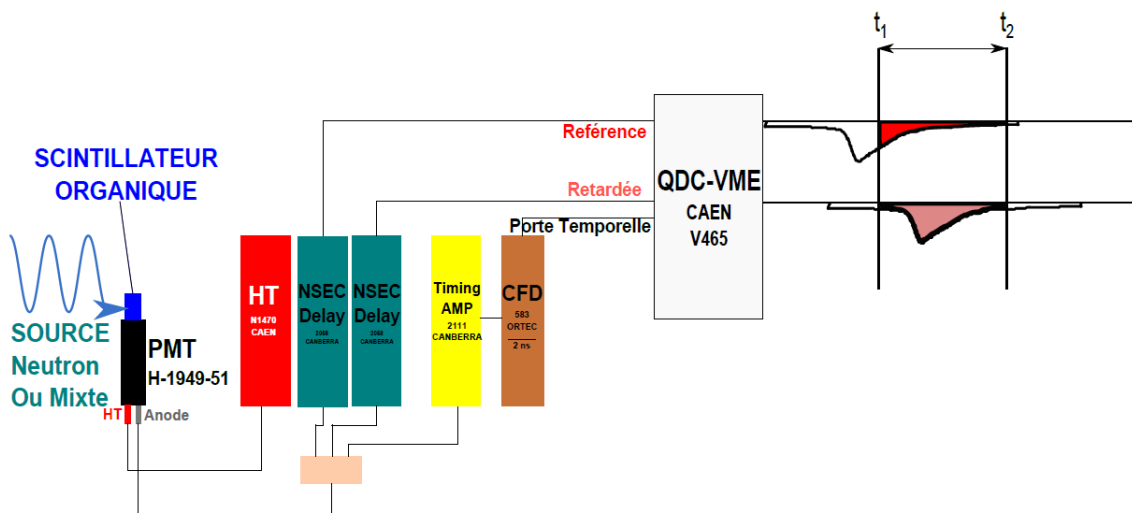 t1
t2
Reférence
SCINTILLATEUR
ORGANIQUE
Retardée
QDC-VME
CAEN
V465
Porte Temporelle
HT
N1470
CAEN
NSEC
Delay
CANBERRA
NSEC
Delay
CANBERRA
Timing
AMP
2111
CANBERRA
CFD
583
ORTEC
2 ns
SOURCE
Neutron
Ou Mixte
PMT
H-1949-51
HT
Anode